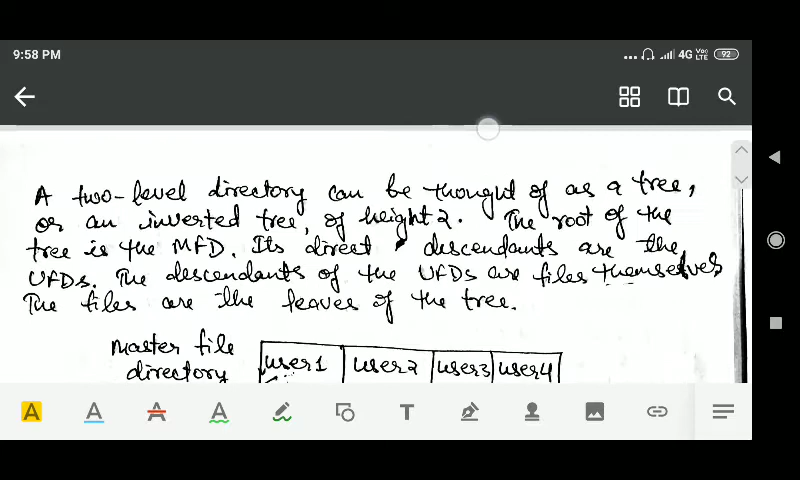 9:58 PM
4G Vo) LTE 92
A two-level directory can be thought of as a tree,
or an inverted tree, of height 2. The root of the
tree is the MFD. Its direct descendants are the
UFDs. The descendants of the UFDs are files themselves
The files are the leaves of the tree.
Master file user1 user2 user3 user4
directory
A A A A T A